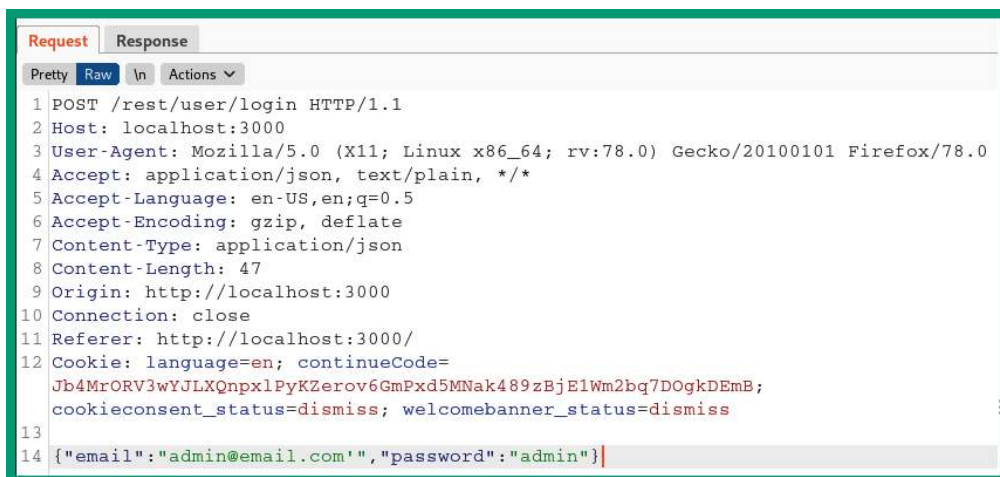 Request Response
Pretty Raw \n Actions
1 POST /rest/user/login HTTP/1.1
2 Host: localhost:3000
3 User-Agent: Mozilla/5.0 (X11; Linux x86_64; rv:78.0) Gecko/20100101 Firefox/78.0
4 Accept: application/json, text/plain, */*
5 Accept-Language: en-US,en;q=0.5
6 Accept-Encoding: gzip, deflate
7 Content-Type: application/json
8 Content-Length: 47
9 Origin: http://localhost:3000
10 Connection: close
11 Referer: http://localhost:3000/
12 Cookie: language=en; continueCode=
Jb4MrORV3wYJLXQnpxlPyKZerov6GmPxd5MNak489zBjE1Wm2bq7DOgkDEmB;
cookieconsent_status=dismiss; welcomebanner_status=dismiss
13
14 {"email":"admin@email.com'","password":"admin"}